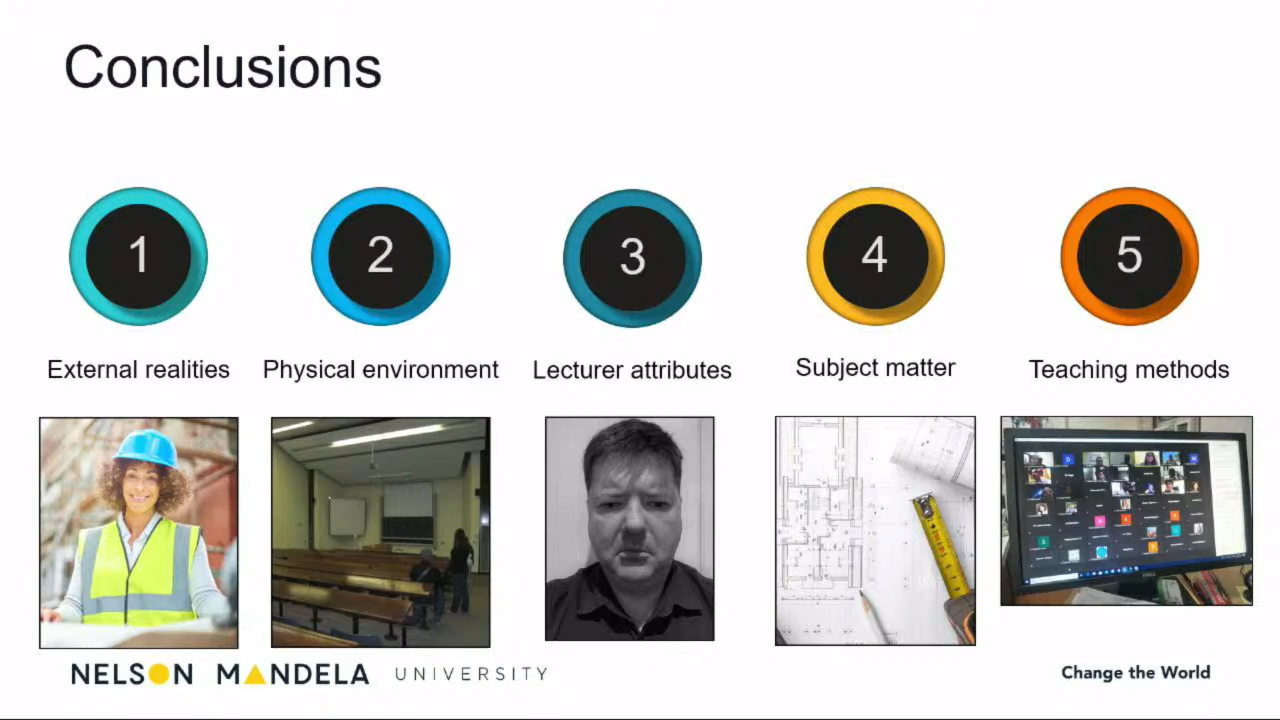 Conclusions
1
2
3
4
5
External realities
Physical environment
Lecturer attributes
Subject matter
Teaching methods
NELSON MANDELA UNIVERSITY
Change the World